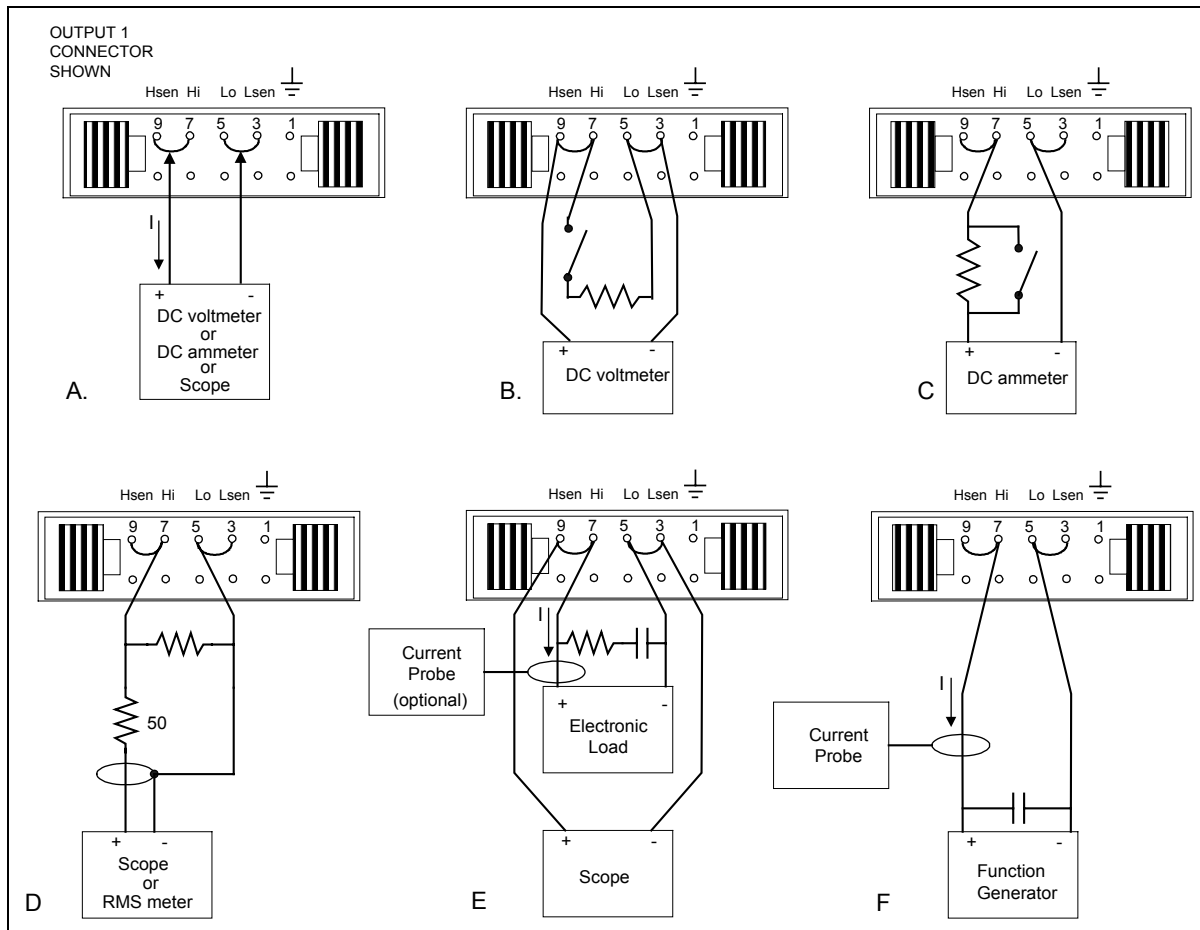 OUTPUT 1
CONNECTOR
SHOWN
Hsen Hi Lo Lsen
9 7 5 3 1
I
+ -
DC voltmeter
or
DC ammeter
or
Scope
A.
Hsen Hi Lo Lsen
9 7 5 3 1
+ -
DC voltmeter
B.
Hsen Hi Lo Lsen
9 7 5 3 1
+ -
DC ammeter
C
Hsen Hi Lo Lsen
9 7 5 3 1
50
+ -
Scope
or
RMS meter
D
Hsen Hi Lo Lsen
9 7 5 3 1
I
Current
Probe
(optional)
+ -
Electronic
Load
+ -
Scope
E
Hsen Hi Lo Lsen
9 7 5 3 1
I
Current
Probe
+ -
Function
Generator
F